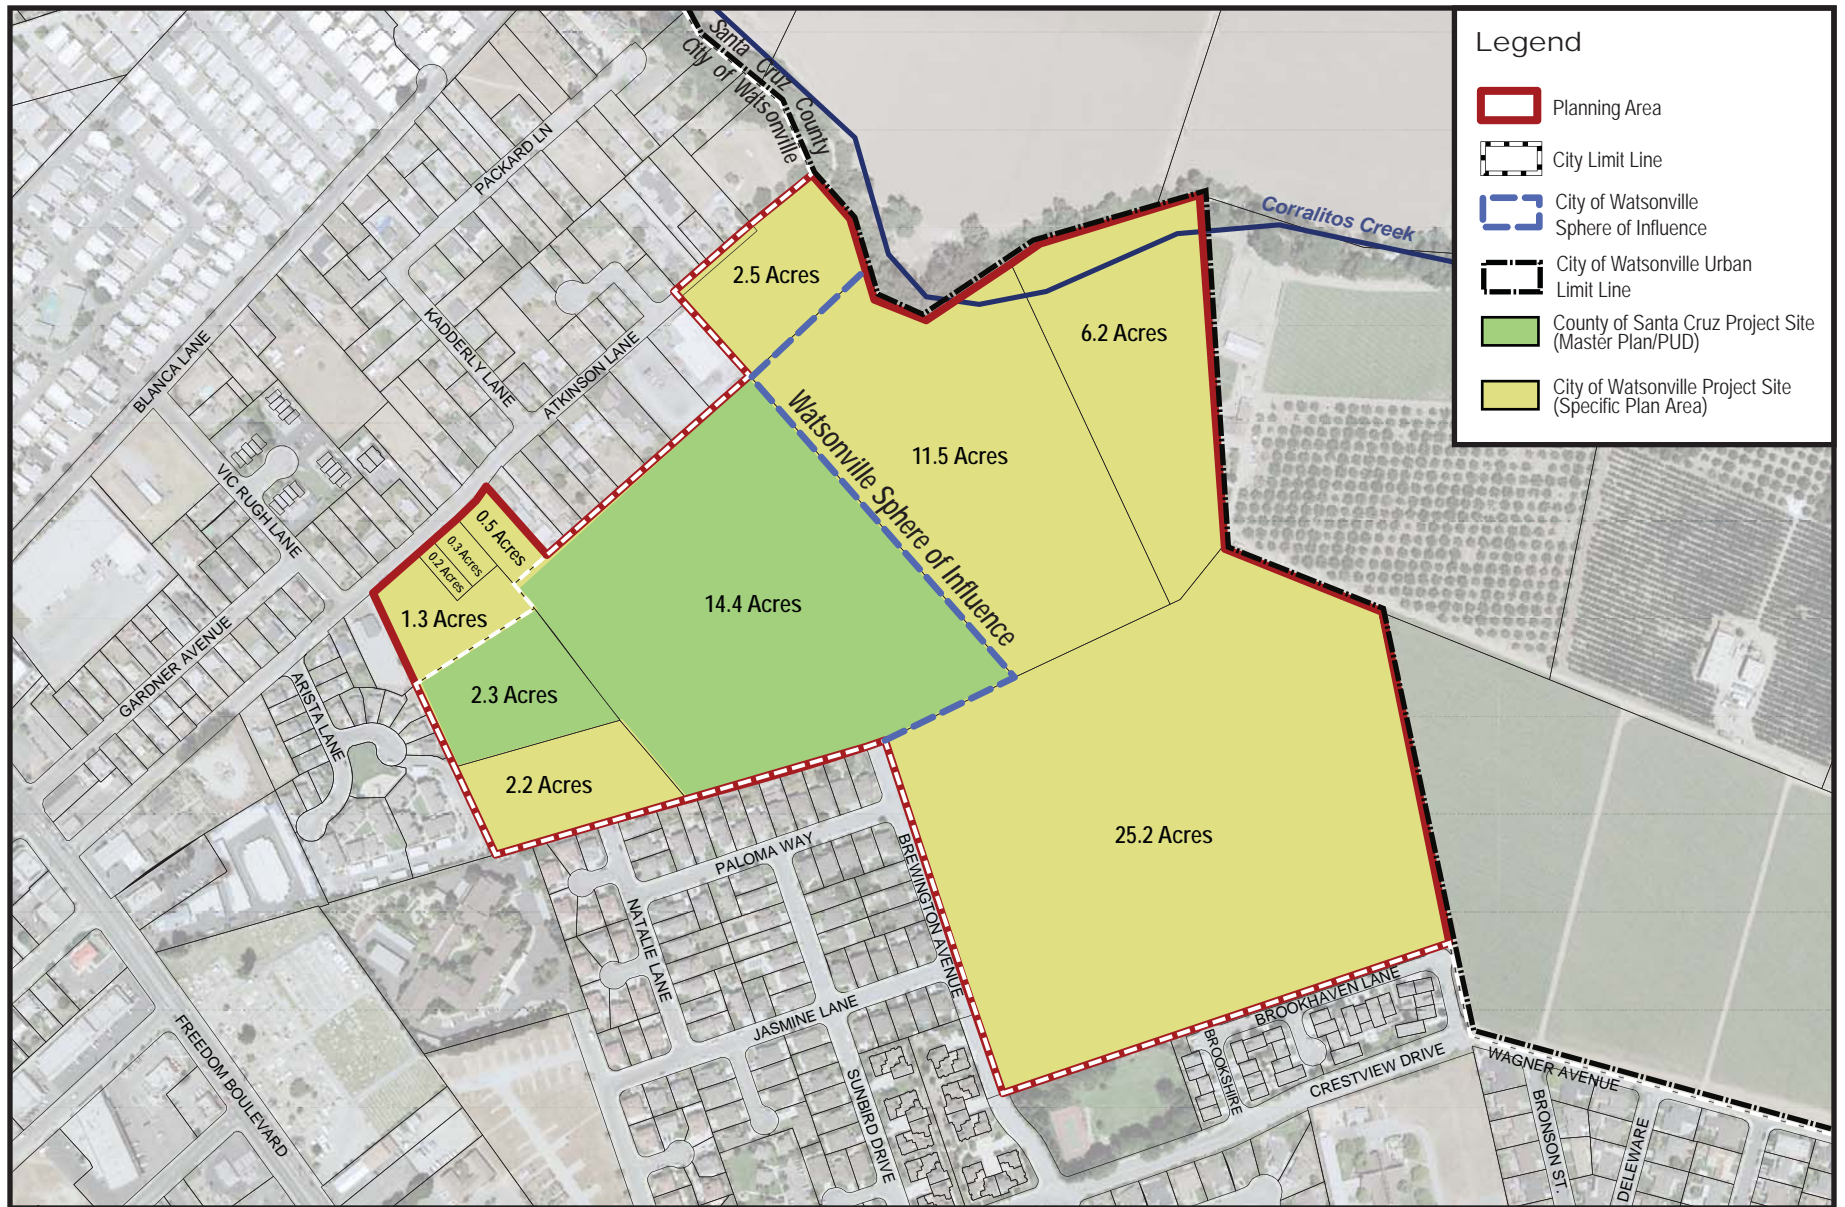 Legend
Planning Area
City Limit Line
City of Watsonville
Sphere of Influence
City of Watsonville Urban
Limit Line
County of Santa Cruz Project Site
(Master Plan/PUD)
City of Watsonville Project Site
(Specific Plan Area)
Santa Cruz County
City of Watsonville
Corralitos Creek
PACKARD LN
2.5 Acres
6.2 Acres
KADDERLY LANE
ATKINSON LANE
BLANCA LANE
Watsonville Sphere of Influence
11.5 Acres
VIC RUGH LANE
0.5 Acres
0.3 Acres
0.2 Acres
1.3 Acres
14.4 Acres
GARDNER AVENUE
ARISTA LANE
2.3 Acres
2.2 Acres
25.2 Acres
PALOMA WAY
BREWINGTON AVENUE
NATALIE LANE
JASMINE LANE
SUNBIRD DRIVE
FREEDOM BOULEVARD
BROOKHAVEN LANE
BROOKSHIRE
CRESTVIEW DRIVE
WAGNER AVENUE
BRONSON ST.
DELEWARE